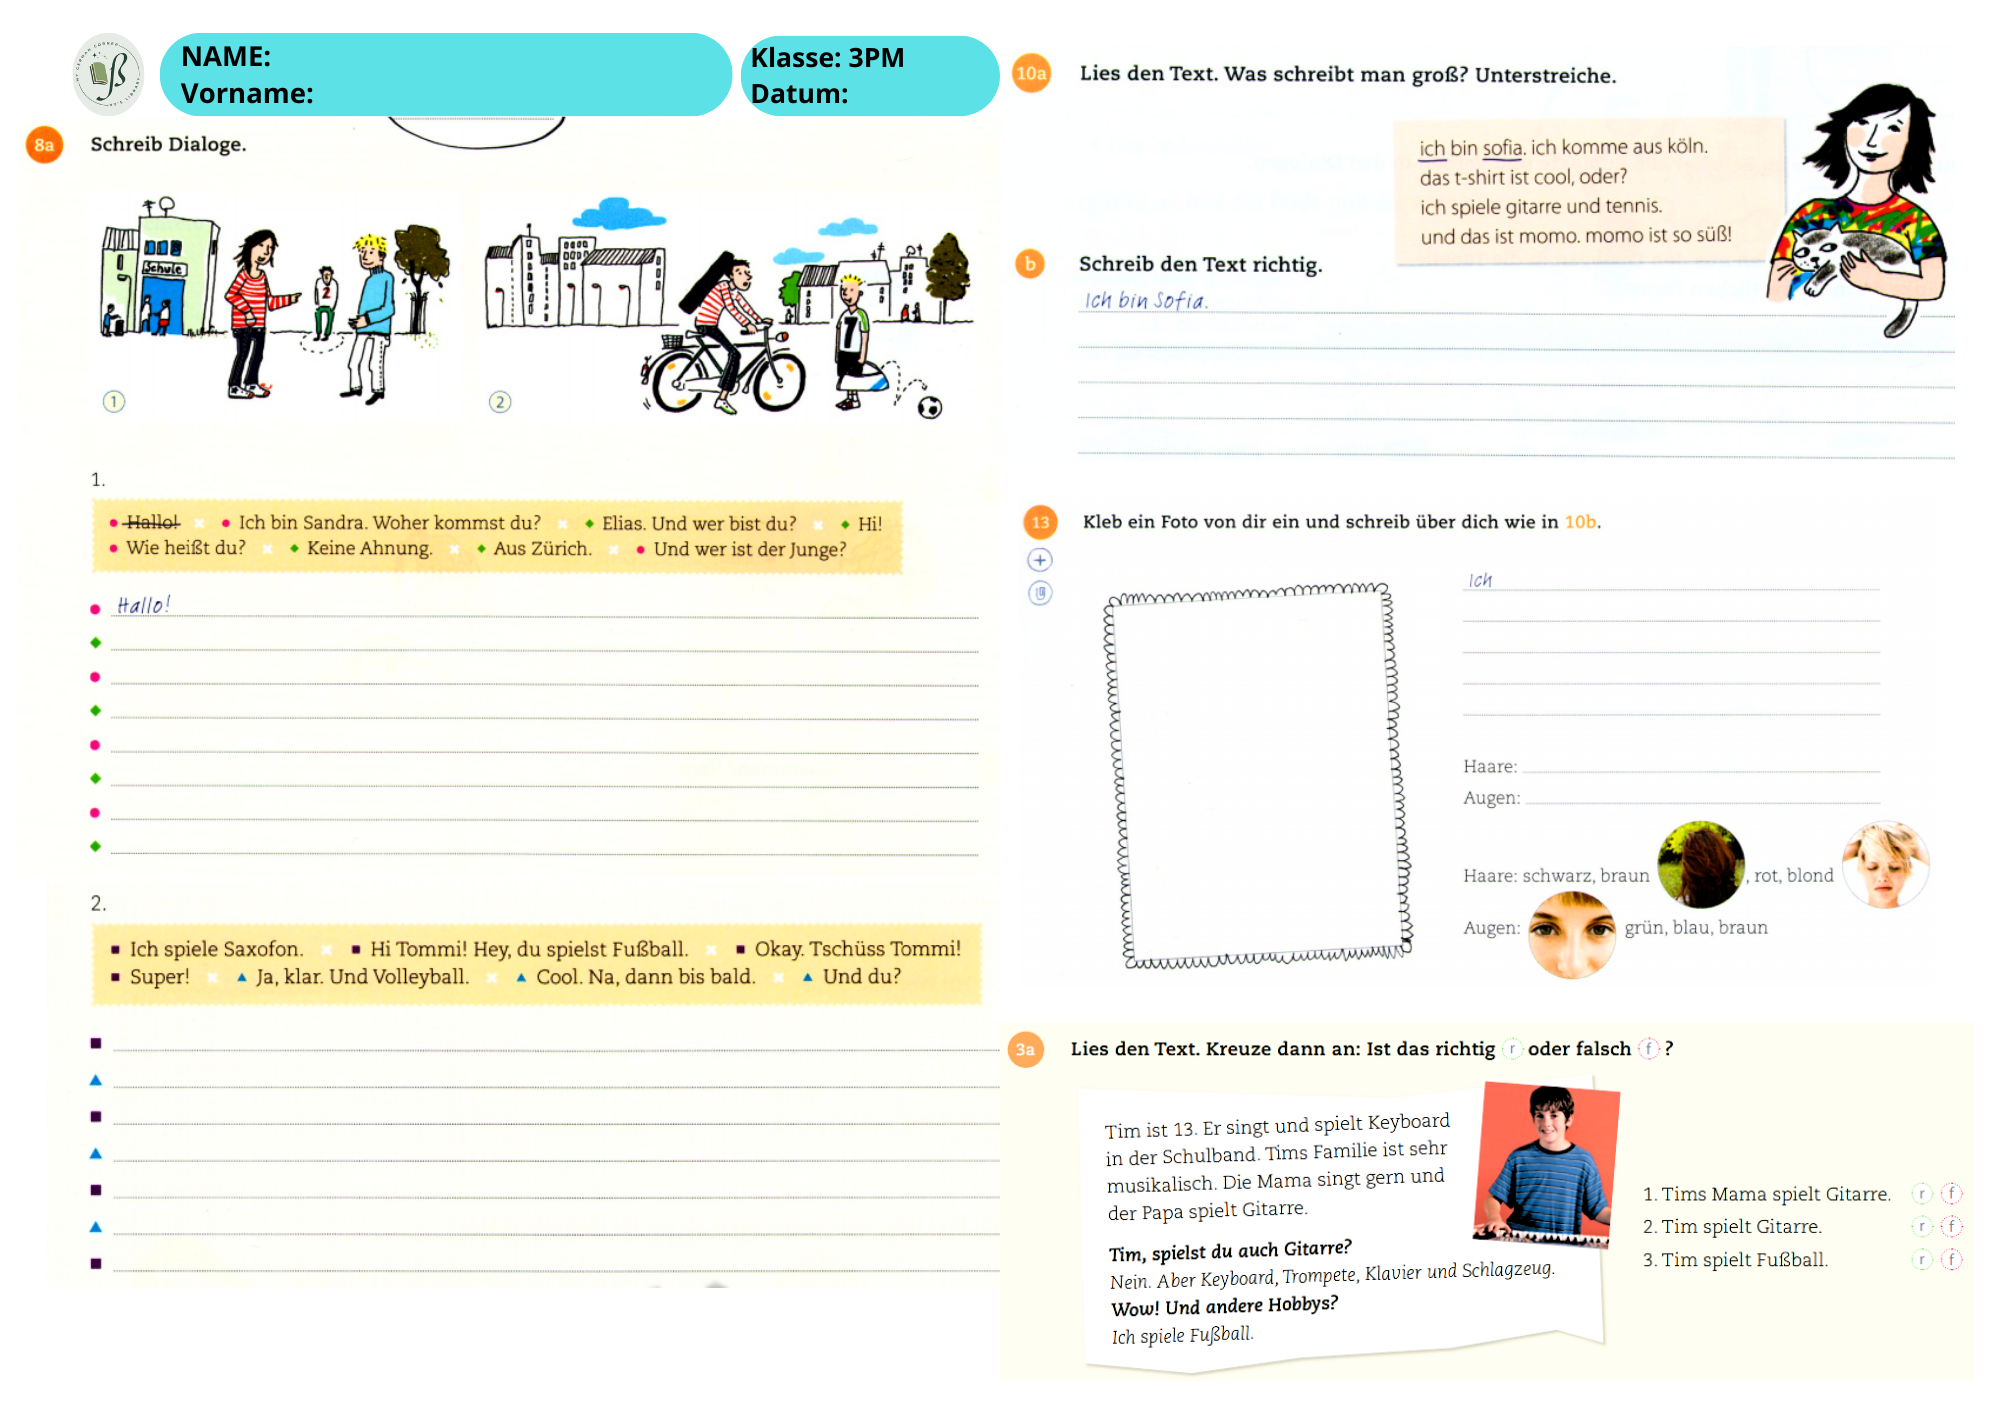 NAME:
Vorname:
Klasse: 3PM
Datum:
8a Schreib Dialoge.
Schule
2
1
7
2
1.
Hallo! Ich bin Sandra. Woher kommst du? Elias. Und wer bist du? Hi!
Wie heißt du? Keine Ahnung. Aus Zürich. Und wer ist der Junge?
Hallo!
2.
Ich spiele Saxofon. Hi Tommi! Hey, du spielst Fußball. Okay. Tschüss Tommi!
Super! Ja, klar. Und Volleyball. Cool. Na, dann bis bald. Und du?
10a Lies den Text. Was schreibt man groß? Unterstreiche.
ich bin sofia. ich komme aus köln.
das t-shirt ist cool, oder?
ich spiele gitarre und tennis.
und das ist momo. momo ist so süß!
b Schreib den Text richtig.
Ich bin Sofia.
13 Kleb ein Foto von dir ein und schreib über dich wie in 10b.
Ich
Haare:
Augen:
Haare: schwarz, braun , rot, blond
Augen: grün, blau, braun
3a Lies den Text. Kreuze dann an: Ist das richtig r oder falsch f ?
Tim ist 13. Er singt und spielt Keyboard
in der Schulband. Tims Familie ist sehr
musikalisch. Die Mama singt gern und
der Papa spielt Gitarre.
Tim, spielst du auch Gitarre?
Nein. Aber Keyboard, Trompete, Klavier und Schlagzeug.
Wow! Und andere Hobbys?
Ich spiele Fußball.
1. Tims Mama spielt Gitarre. r f
2. Tim spielt Gitarre. r f
3. Tim spielt Fußball. r f